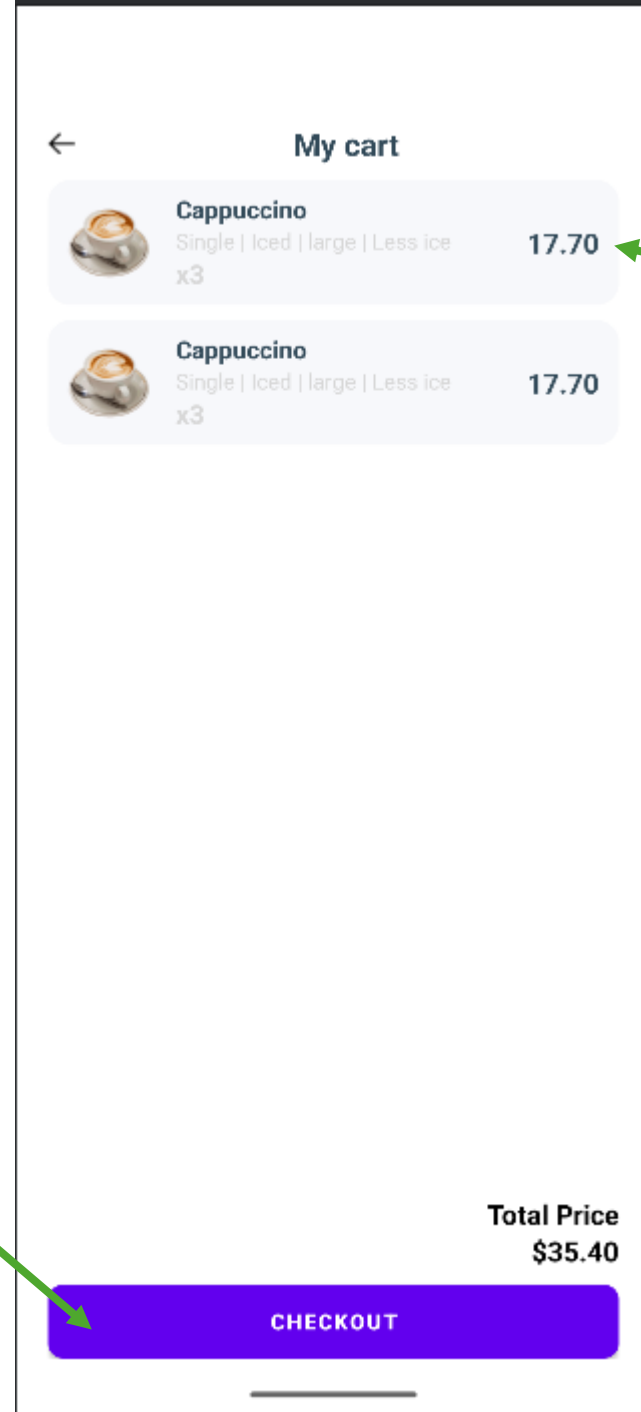 My cart
Cappuccino
Single | Iced | large | Less ice
17.70
x3
Cappuccino
Single | Iced | large | Less ice
17.70
x3
Total Price
$35.40
CHECKOUT